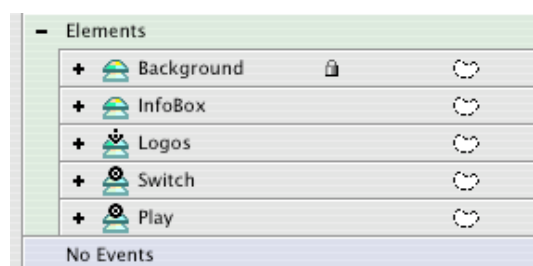 Elements
Background
InfoBox
Logos
Switch
Play
No Events